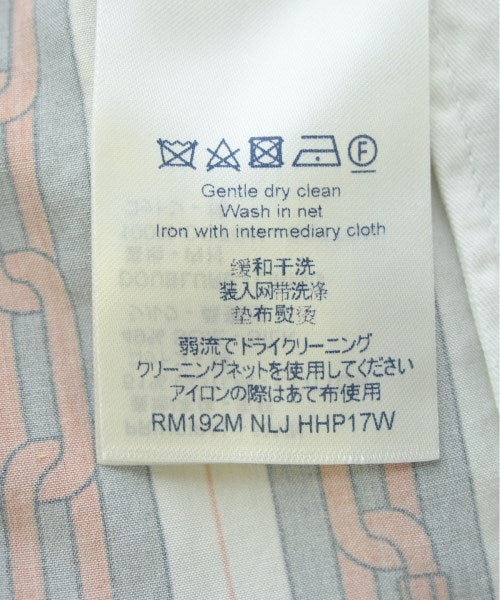 F
Gentle dry clean
Wash in net
Iron with intermediary cloth
缓和干洗
装入网带洗涤
垫布熨烫
弱流でドライクリーニング
クリーニングネットを使用してください
アイロンの際はあて布使用
RM192M NLJ HHP17W